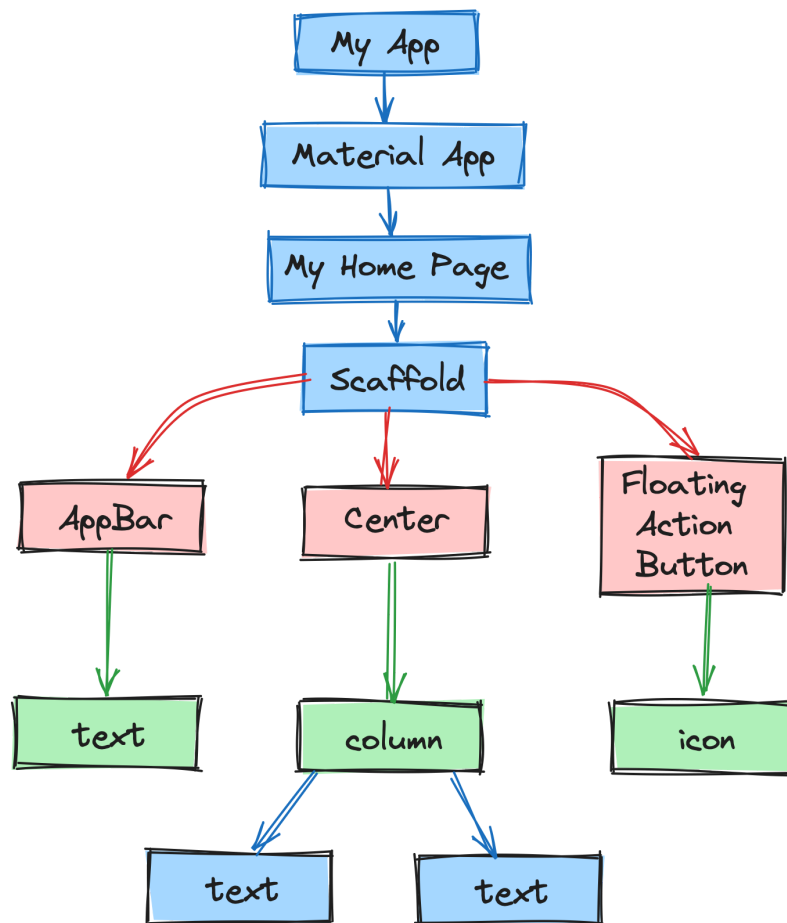 My App
Material App
My Home Page
Scaffold
AppBar
Center
Floating
Action
Button
text
column
icon
text
text